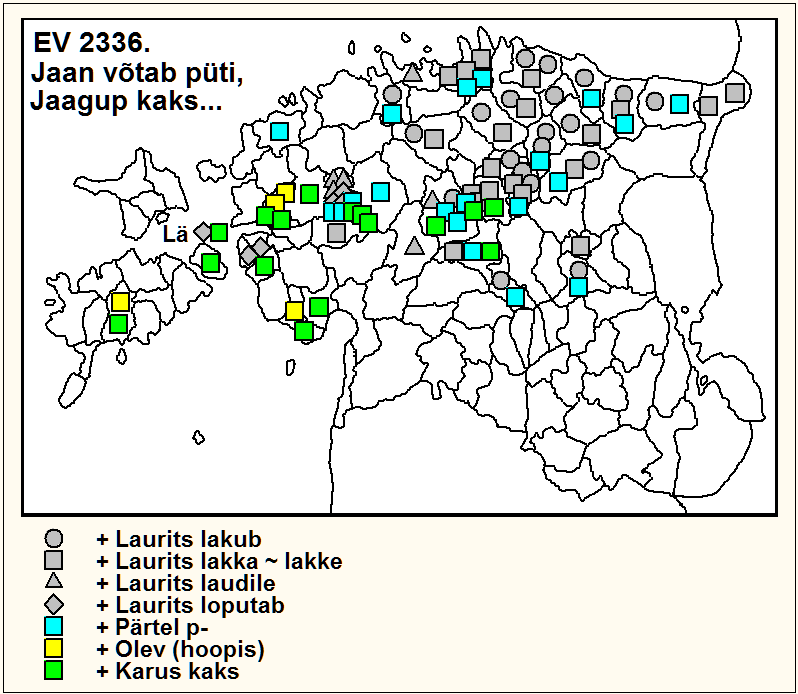 EV 2336.
Jaan võtab püti,
Jaagup kaks...
Lä
+ Laurits lakub
+ Laurits lakka ~ lakke
+ Laurits laudile
+ Laurits loputab
+ Pärtel p-
+ Olev (hoopis)
+ Karus kaks